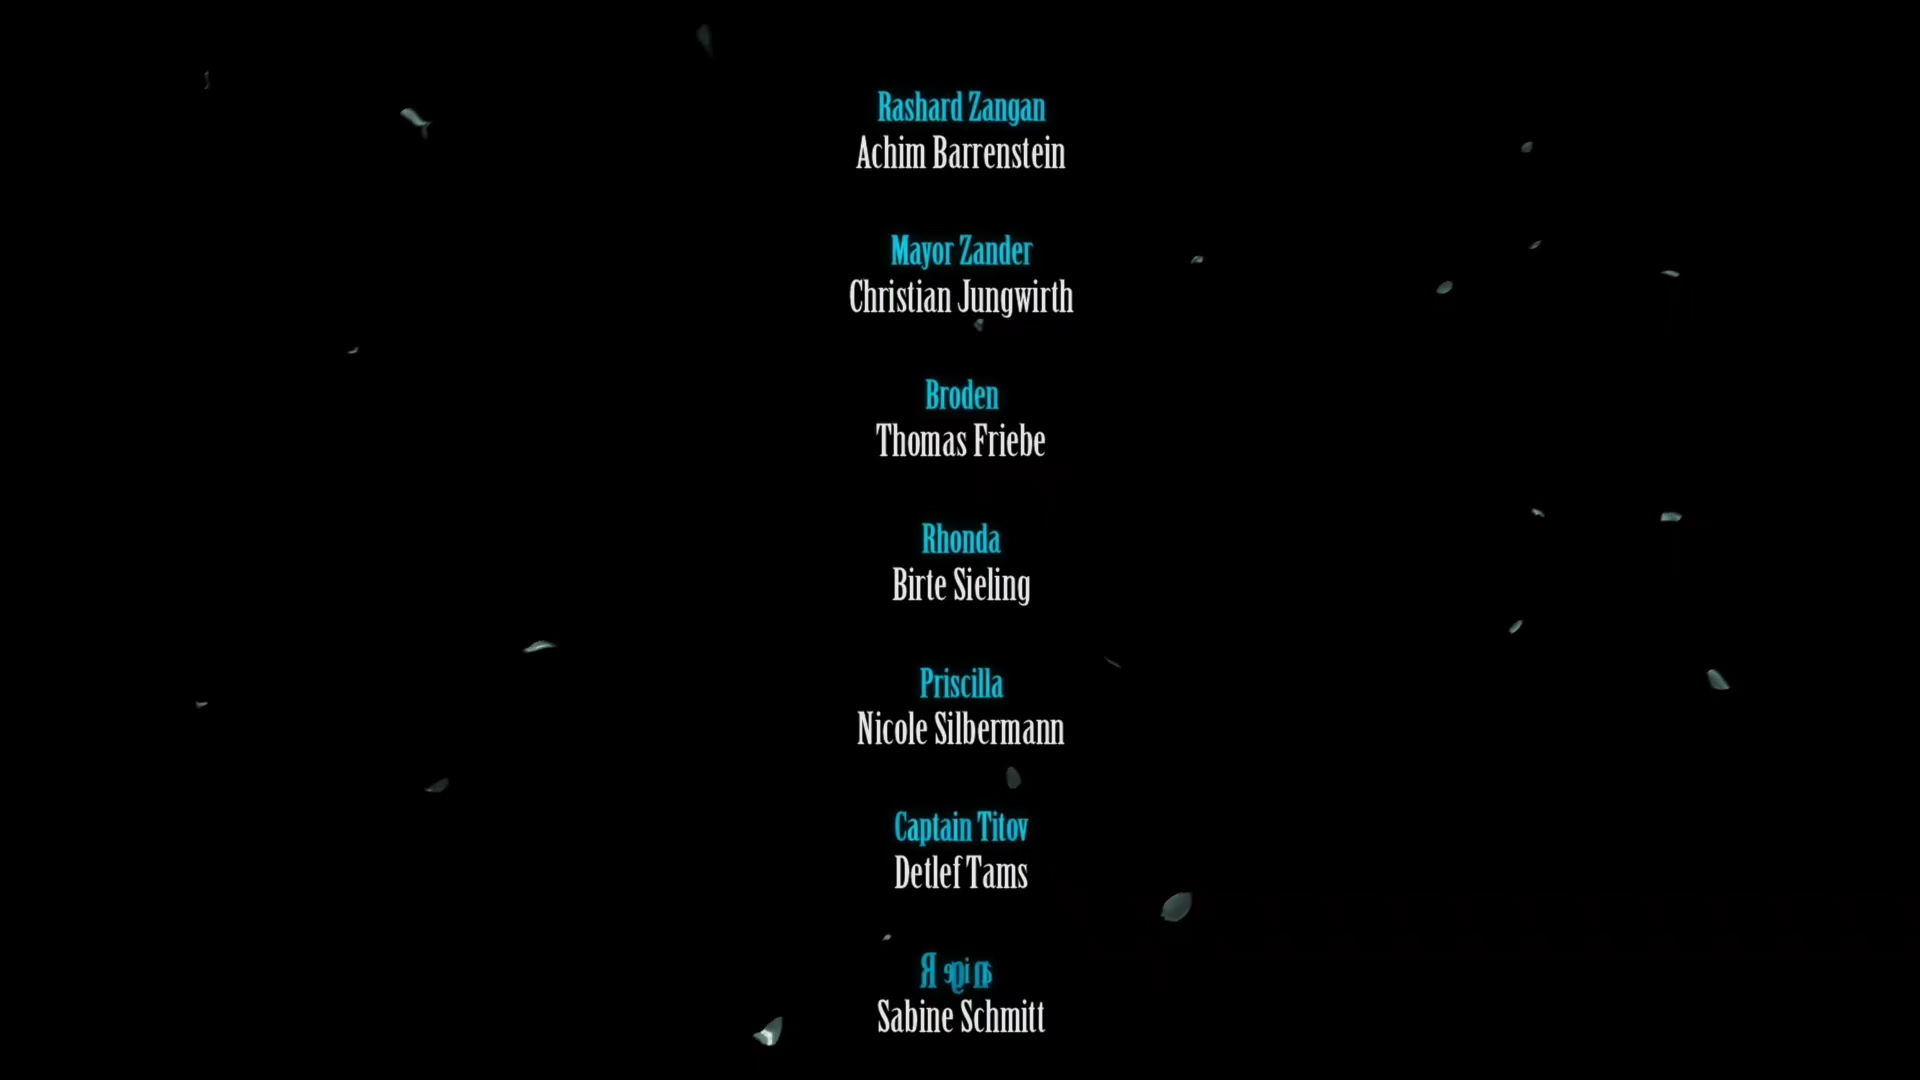 Rashard Zangan
Achim Barrenstein
Mayor Zander
Christian Jungwirth
Broden
Thomas Friebe
Rhonda
Birte Sieling
Priscilla
Nicole Silbermann
Captain Titov
Detlef Tams
Sabine Schmitt